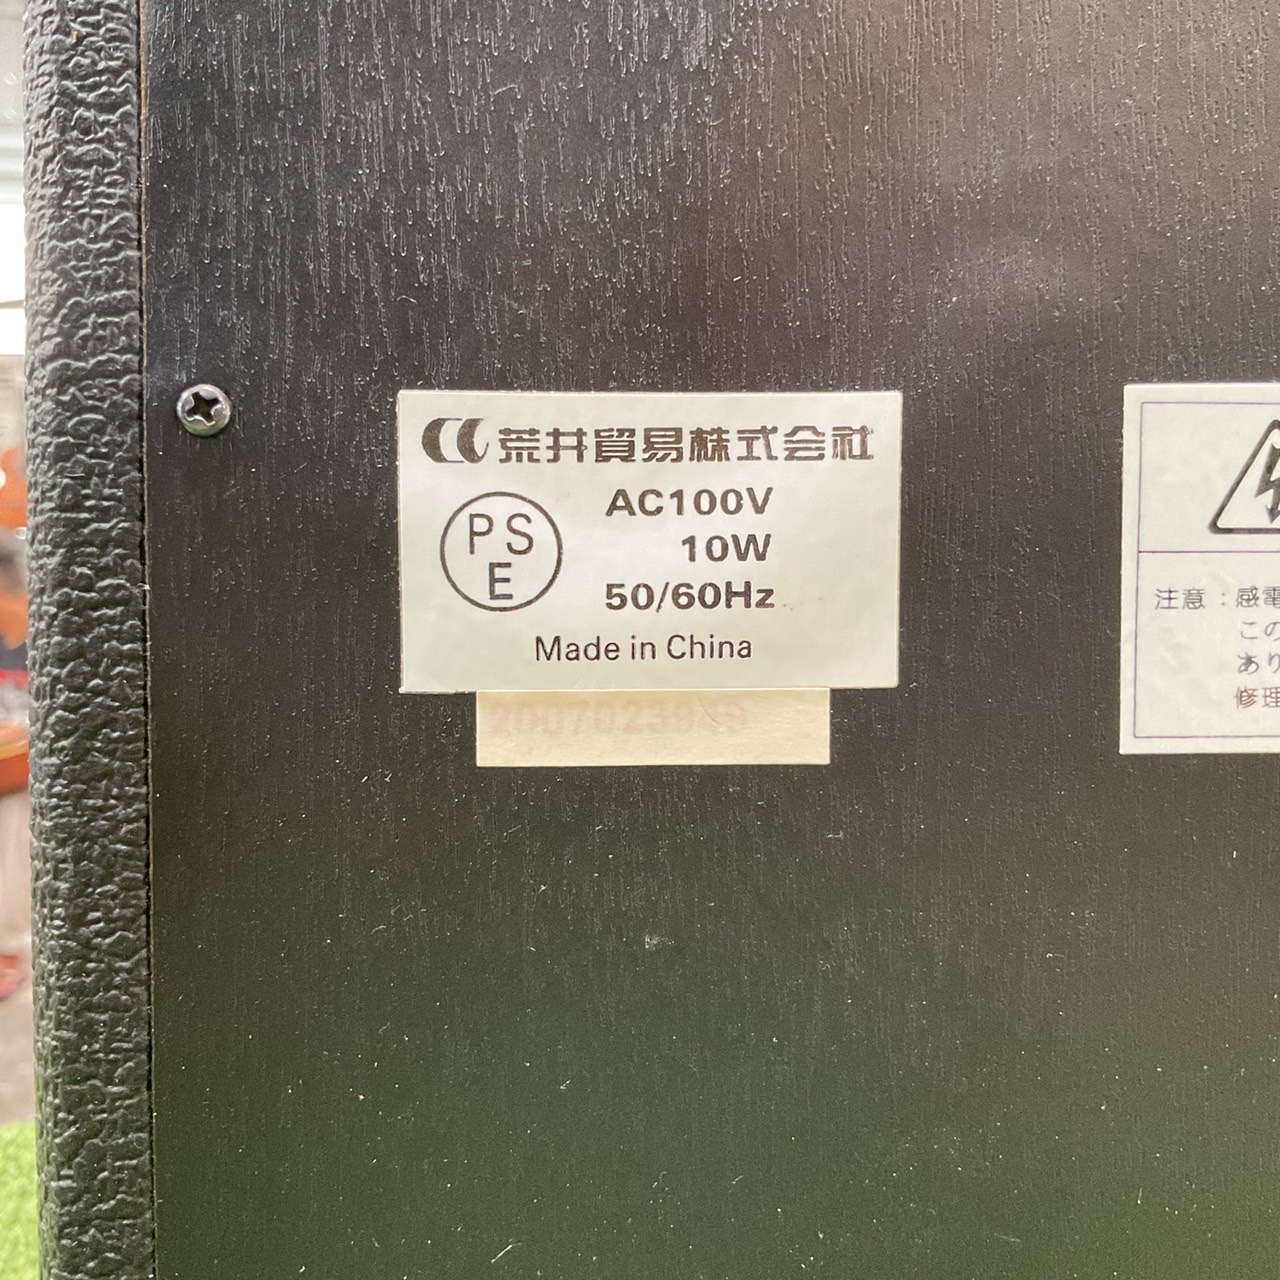 荒井貿易株式会社
PS
E
AC100V
10W
50/60Hz
Made in China
注意：感電
この
あり
修理